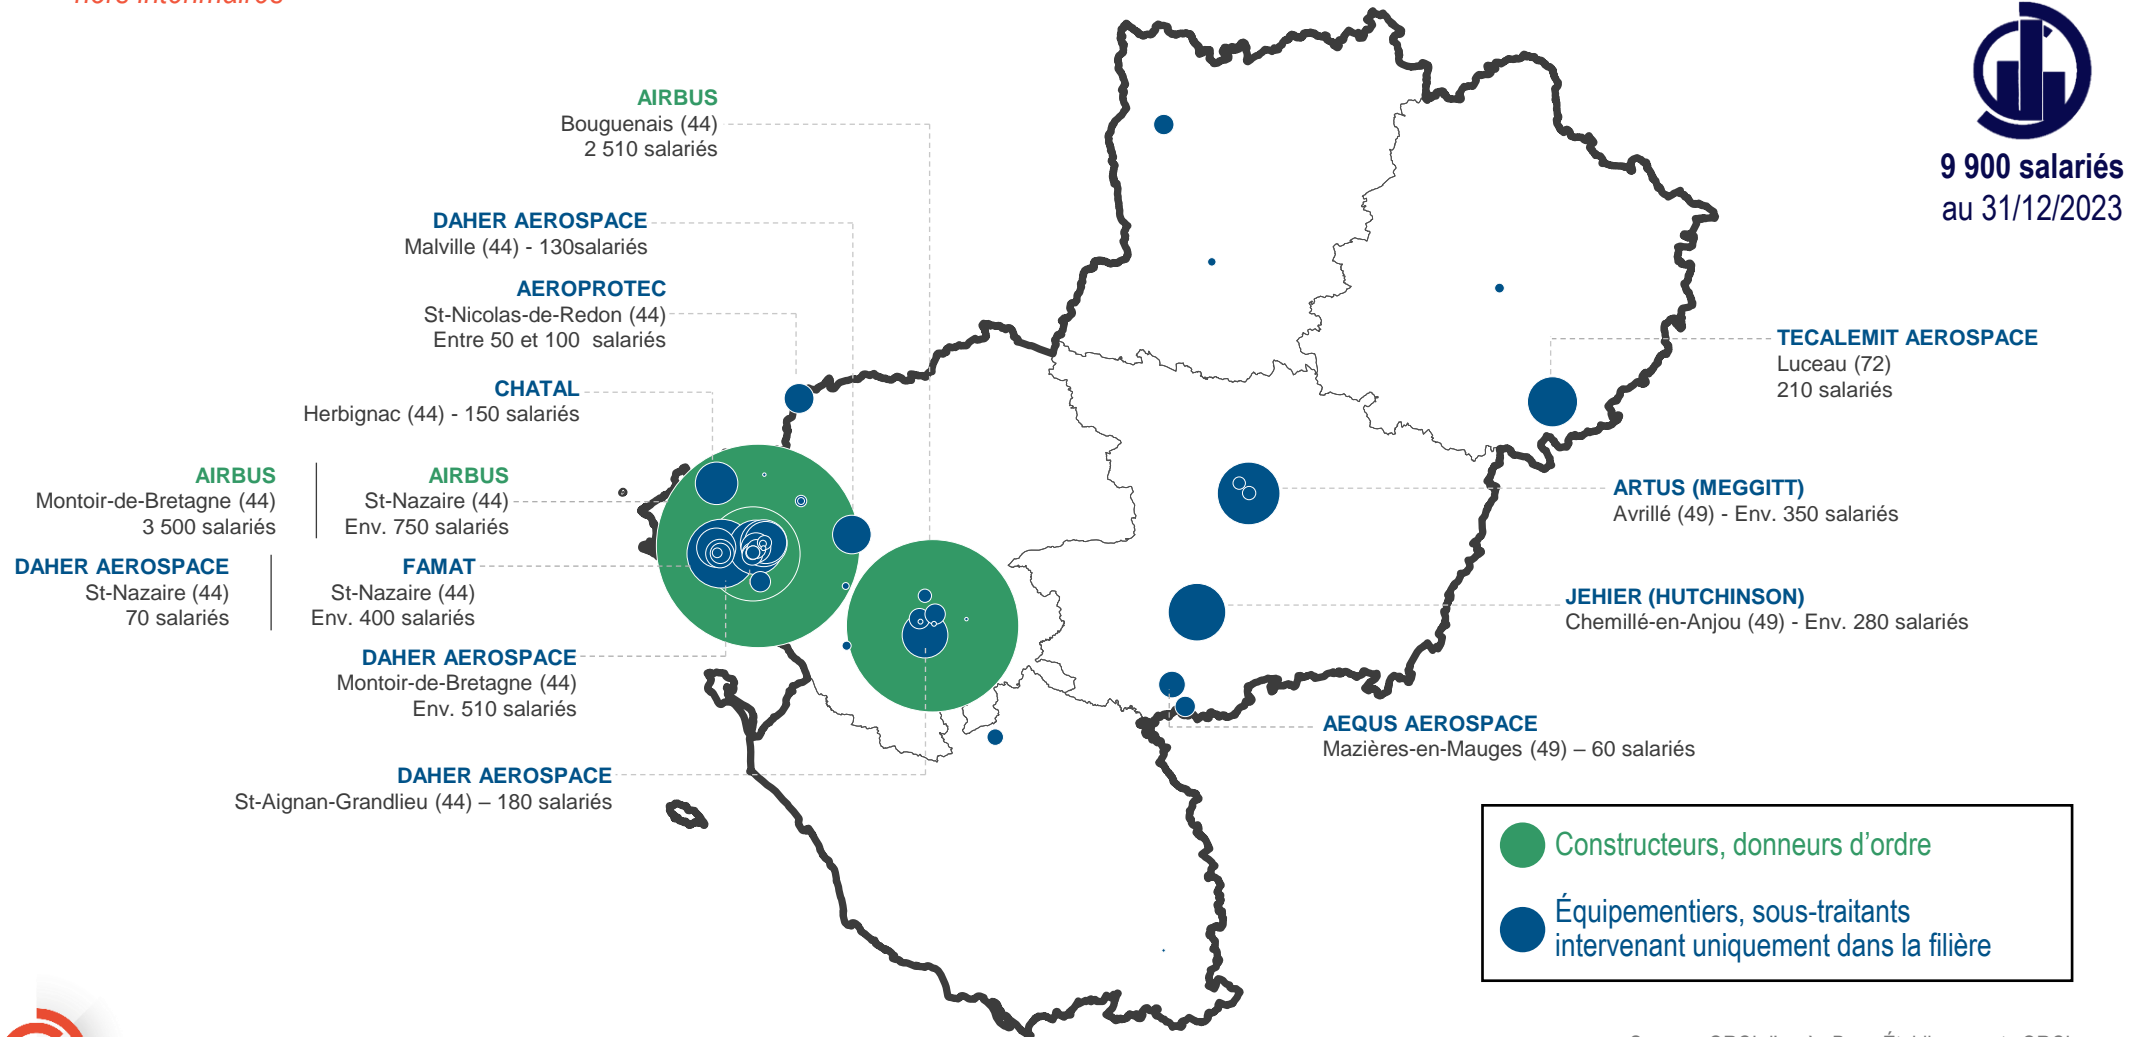 hors intérimaires
9 900 salariés
au 31/12/2023
AIRBUS
Bouguenais (44)
2 510 salariés
DAHER AEROSPACE
Malville (44) - 130salariés
AEROPROTEC
St-Nicolas-de-Redon (44)
Entre 50 et 100 salariés
CHATAL
Herbignac (44) - 150 salariés
AIRBUS
Montoir-de-Bretagne (44)
3 500 salariés
AIRBUS
St-Nazaire (44)
Env. 750 salariés
DAHER AEROSPACE
St-Nazaire (44)
70 salariés
FAMAT
St-Nazaire (44)
Env. 400 salariés
DAHER AEROSPACE
Montoir-de-Bretagne (44)
Env. 510 salariés
DAHER AEROSPACE
St-Aignan-Grandlieu (44) – 180 salariés
TECALEMIT AEROSPACE
Luceau (72)
210 salariés
ARTUS (MEGGITT)
Avrillé (49) - Env. 350 salariés
JEHIER (HUTCHINSON)
Chemillé-en-Anjou (49) - Env. 280 salariés
AEQUS AEROSPACE
Mazières-en-Mauges (49) – 60 salariés
Constructeurs, donneurs d'ordre
Équipementiers, sous-traitants
intervenant uniquement dans la filière